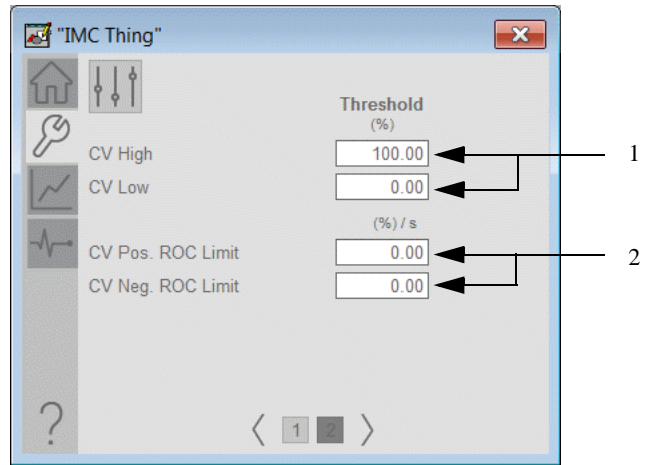 "IMC Thing"
Threshold
(%)
CV High 100.00
CV Low 0.00
(%) / s
CV Pos. ROC Limit 0.00
CV Neg. ROC Limit 0.00
1
2
?
1 2